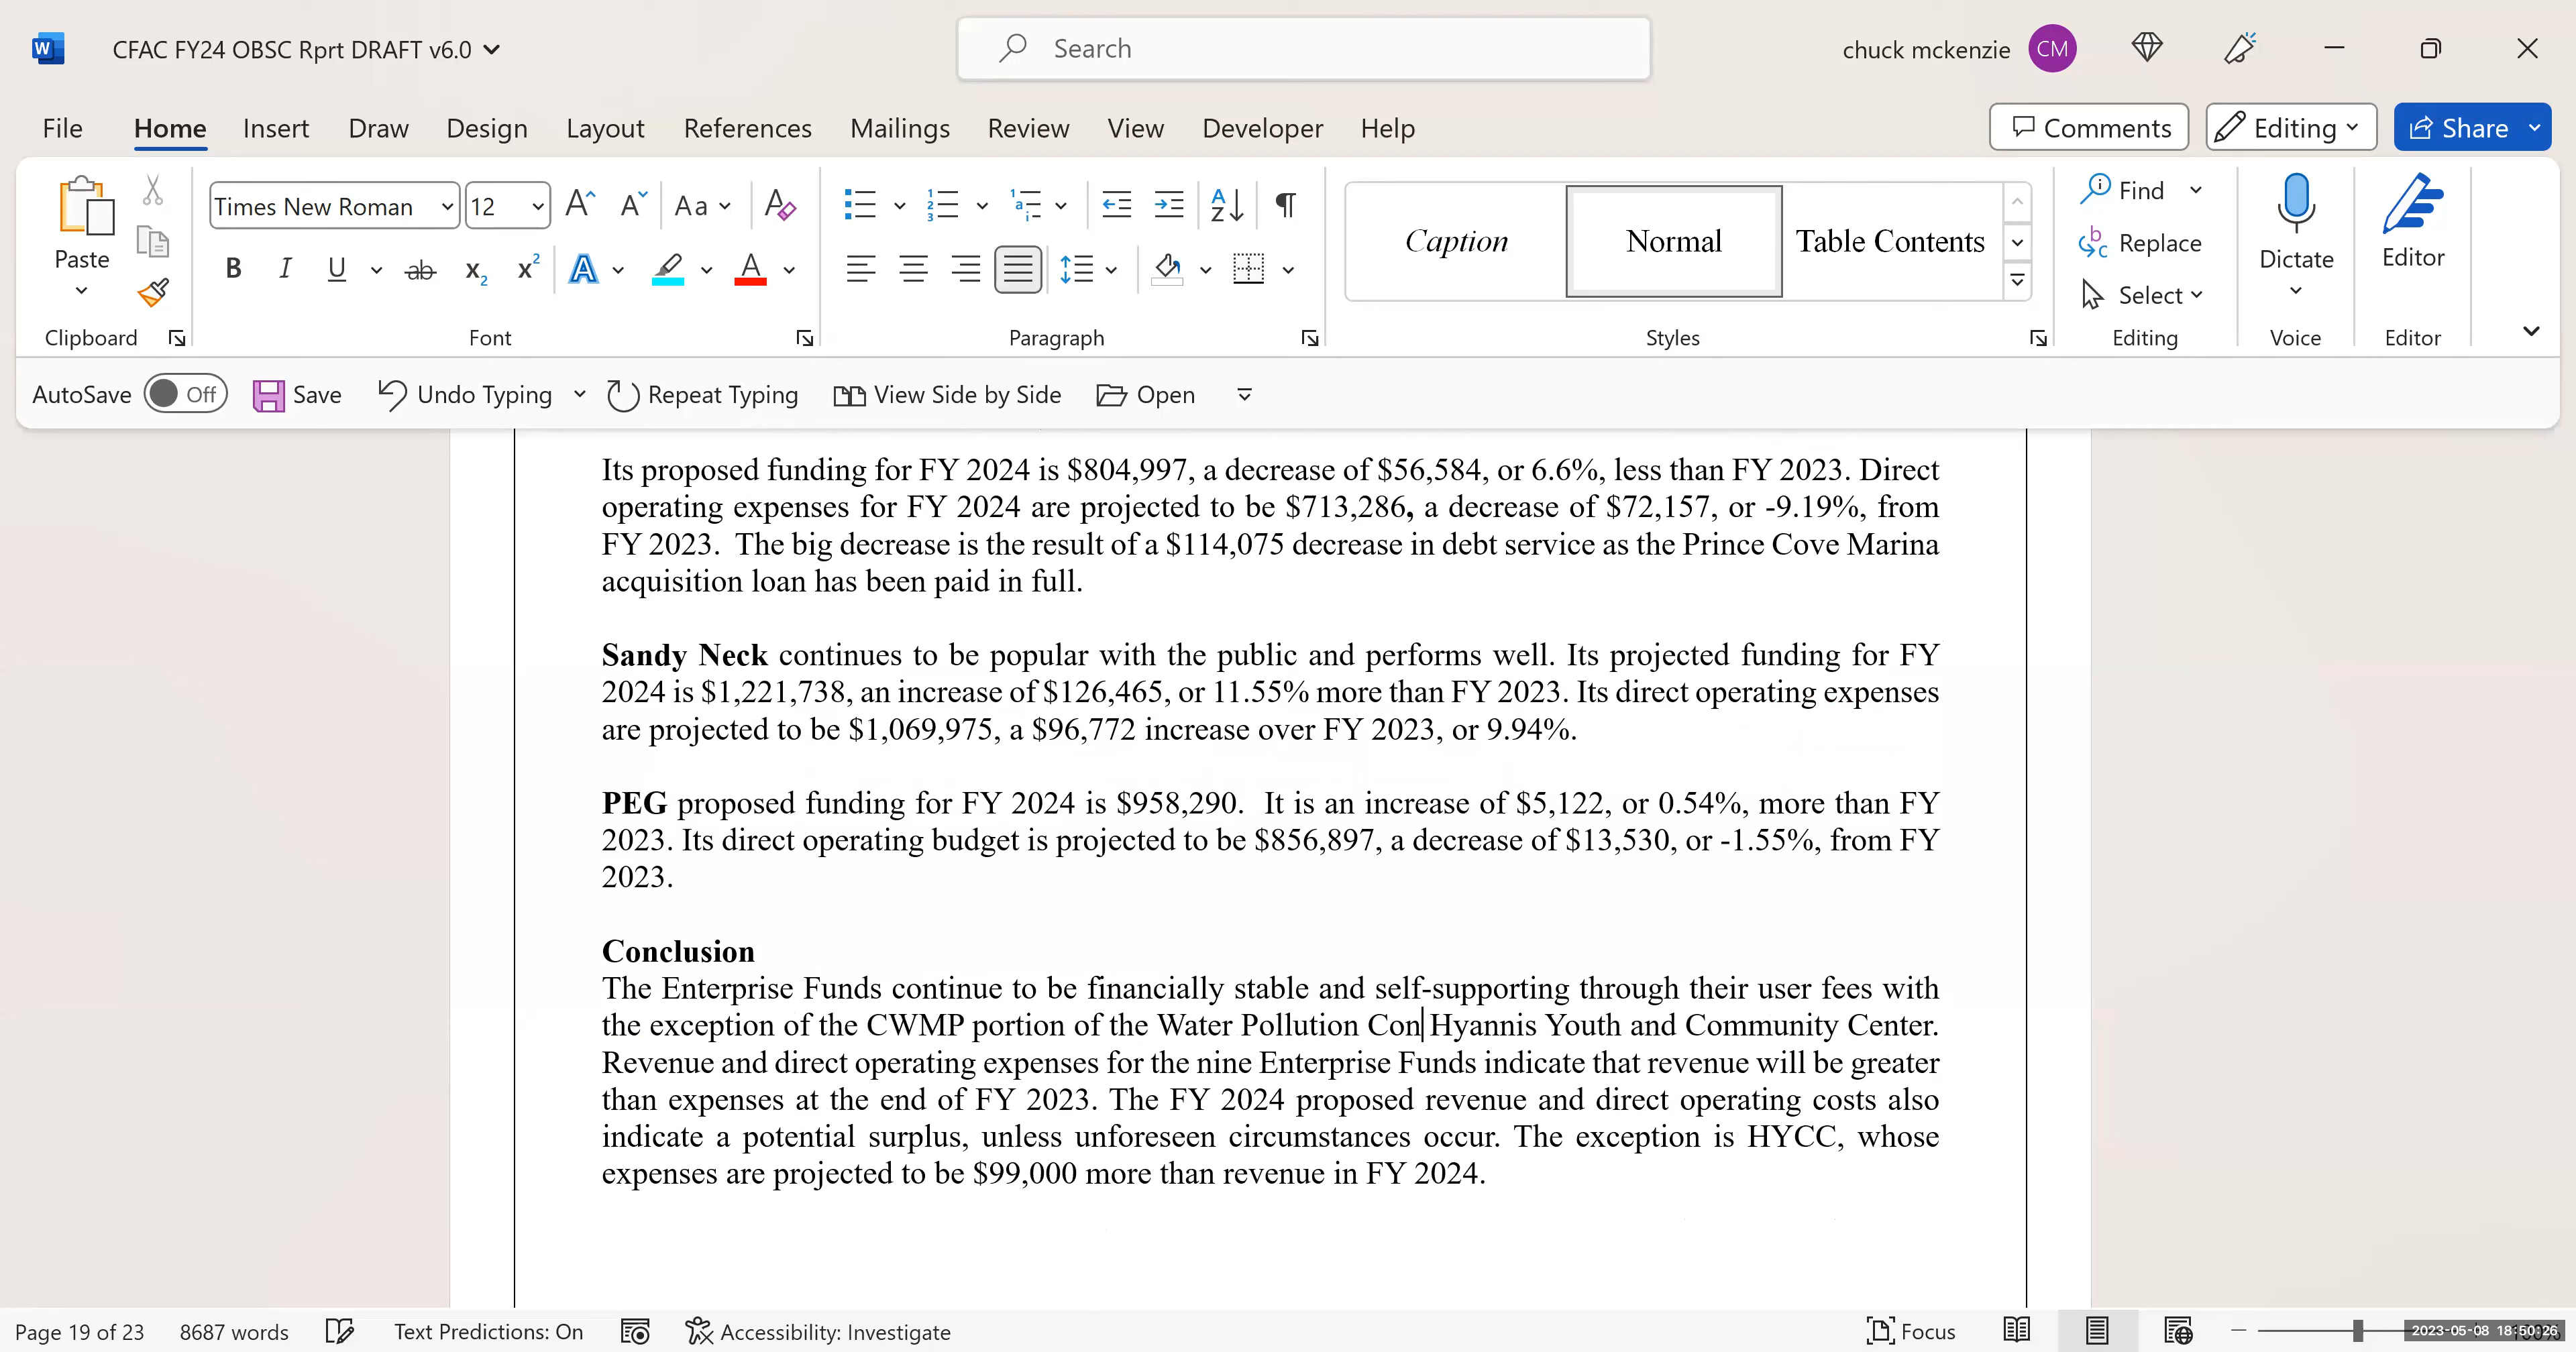 CFAC FY24 OBSC Rprt DRAFT v6.0
Search
chuck mckenzie CM
File Home Insert Draw Design Layout References Mailings Review View Developer Help
Comments Editing Share
Paste
Times New Roman 12
Caption Normal Table Contents
Find
Replace
Select
Dictate
Editor
Clipboard Font Paragraph Styles Editing Voice Editor
AutoSave Off Save Undo Typing Repeat Typing View Side by Side Open
Its proposed funding for FY 2024 is $804,997, a decrease of $56,584, or 6.6%, less than FY 2023. Direct
operating expenses for FY 2024 are projected to be $713,286, a decrease of $72,157, or -9.19%, from
FY 2023.  The big decrease is the result of a $114,075 decrease in debt service as the Prince Cove Marina
acquisition loan has been paid in full.
Sandy Neck continues to be popular with the public and performs well. Its projected funding for FY
2024 is $1,221,738, an increase of $126,465, or 11.55% more than FY 2023. Its direct operating expenses
are projected to be $1,069,975, a $96,772 increase over FY 2023, or 9.94%.
PEG proposed funding for FY 2024 is $958,290.  It is an increase of $5,122, or 0.54%, more than FY
2023. Its direct operating budget is projected to be $856,897, a decrease of $13,530, or -1.55%, from FY
2023.
Conclusion
The Enterprise Funds continue to be financially stable and self-supporting through their user fees with
the exception of the CWMP portion of the Water Pollution Con Hyannis Youth and Community Center.
Revenue and direct operating expenses for the nine Enterprise Funds indicate that revenue will be greater
than expenses at the end of FY 2023. The FY 2024 proposed revenue and direct operating costs also
indicate a potential surplus, unless unforeseen circumstances occur. The exception is HYCC, whose
expenses are projected to be $99,000 more than revenue in FY 2024.
Page 19 of 23 8687 words Text Predictions: On Accessibility: Investigate Focus
2023-05-08 18:50:26